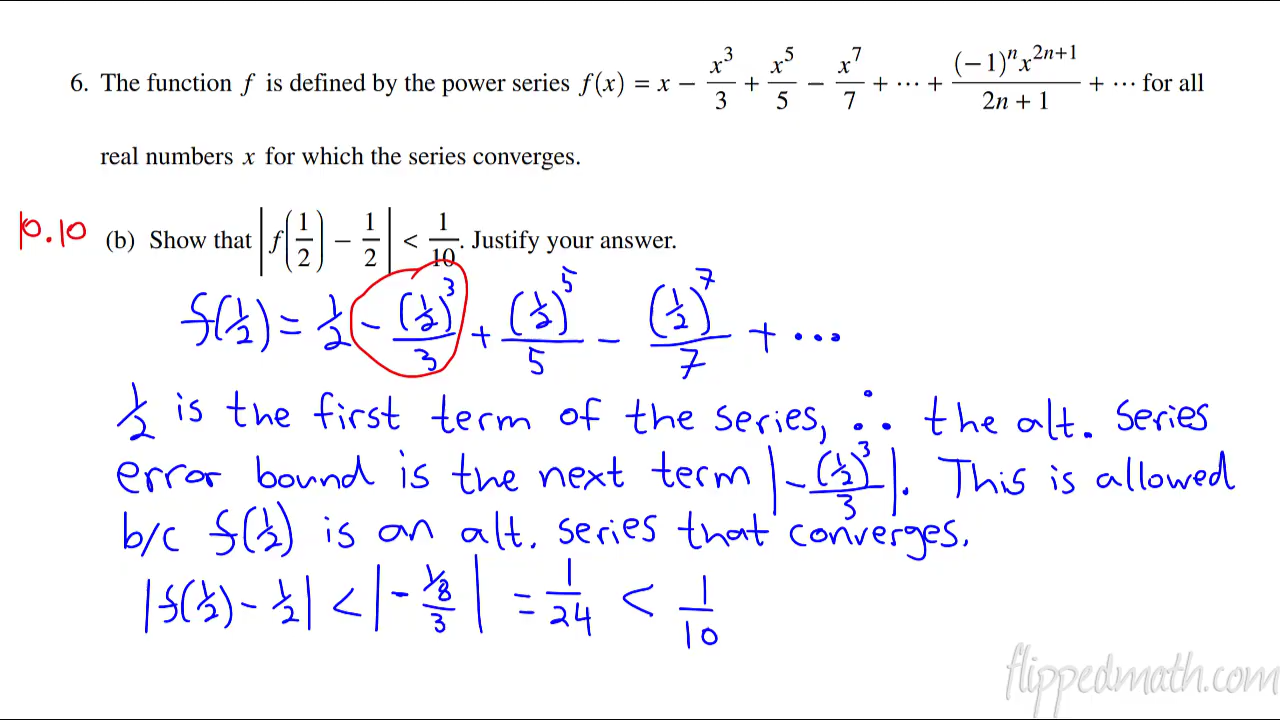 6. The function f is defined by the power series f(x) = x − x³/3 + x⁵/5 − x⁷/7 + ··· + (−1)ⁿx²ⁿ⁺¹/(2n + 1) + ··· for all
real numbers x for which the series converges.
10.10 (b) Show that |f(1/2) − 1/2| < 1/10. Justify your answer.
f(1/2) = 1/2 − (1/2)³/3 + (1/2)⁵/5 − (1/2)⁷/7 + ...
1/2 is the first term of the series, ∴ the alt. series
error bound is the next term |−(1/2)³/3|. This is allowed
b/c f(1/2) is an alt. series that converges.
|f(1/2) − 1/2| < |−(1/8)/3| = 1/24 < 1/10
flippedmath.com